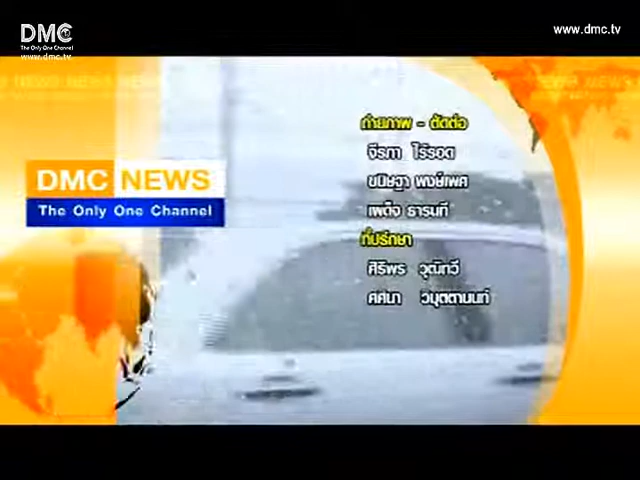 DMC
The Only One Channel
www.dmc.tv
www.dmc.tv
DMC NEWS
The Only One Channel
ถ่ายภาพ - ตัดต่อ
จีรภา ไร้รอด
ขนิษฐา พงษ์เพศ
เผด็จ ธารนที
ที่ปรึกษา
ศิริพร วุฒิทวี
ศศนา วิมุตตานนท์